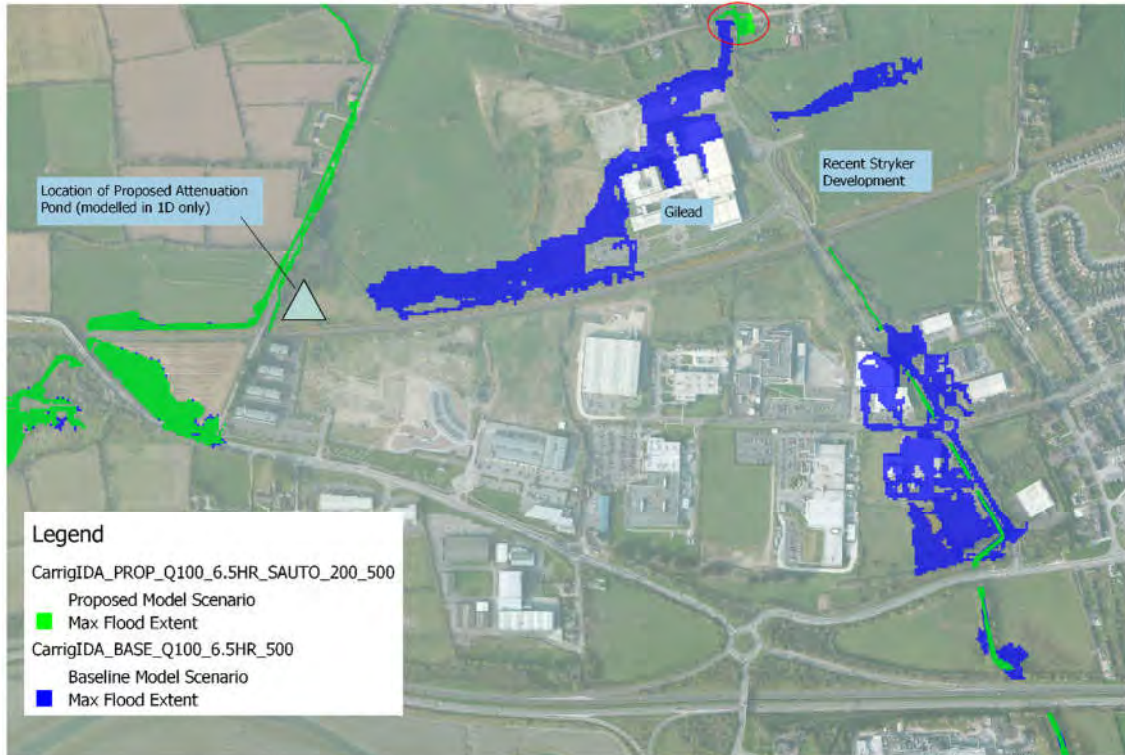 Location of Proposed Attenuation
Pond (modelled in 1D only)
Recent Stryker
Development
Gilead
Legend
CarrigIDA_PROP_Q100_6.5HR_SAUTO_200_500
Proposed Model Scenario
Max Flood Extent
CarrigIDA_BASE_Q100_6.5HR_500
Baseline Model Scenario
Max Flood Extent